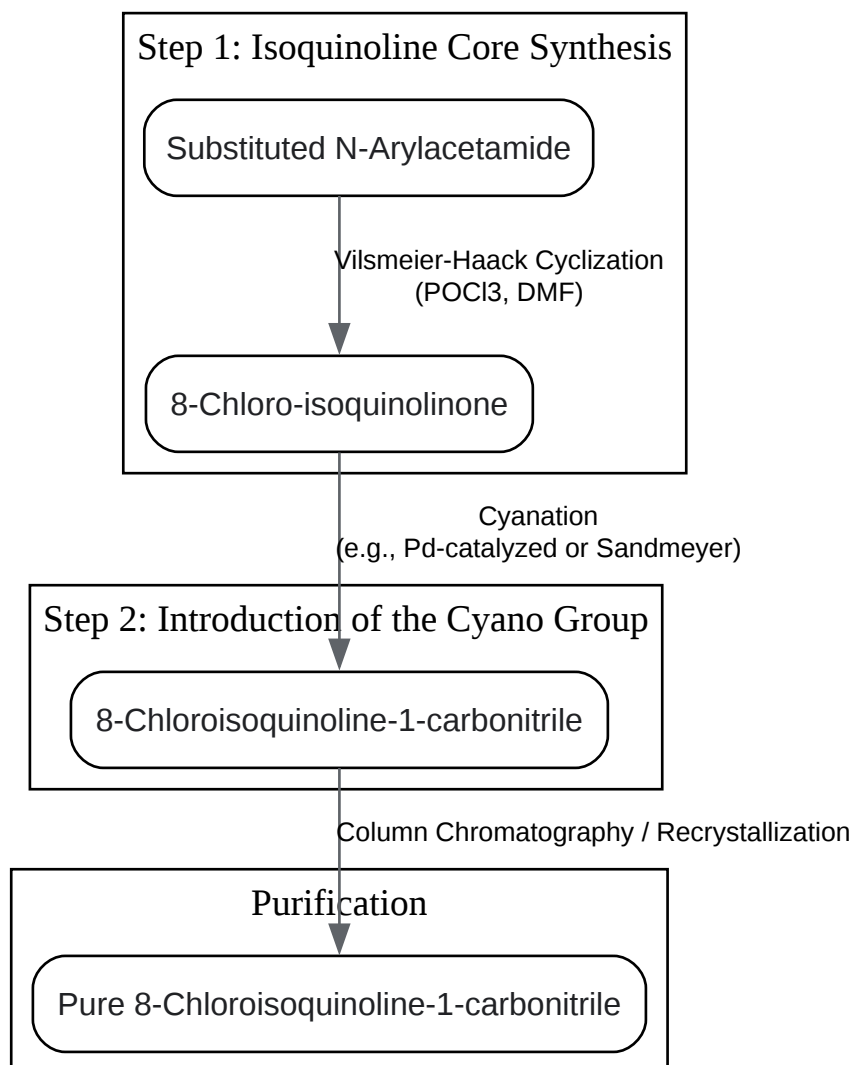 Step 1: Isoquinoline Core Synthesis
Substituted N-Arylacetamide
Vilsmeier-Haack Cyclization
(POCl3, DMF)
8-Chloro-isoquinolinone
Cyanation
(e.g., Pd-catalyzed or Sandmeyer)
Step 2: Introduction of the Cyano Group
8-Chloroisoquinoline-1-carbonitrile
Column Chromatography / Recrystallization
Purification
Pure 8-Chloroisoquinoline-1-carbonitrile